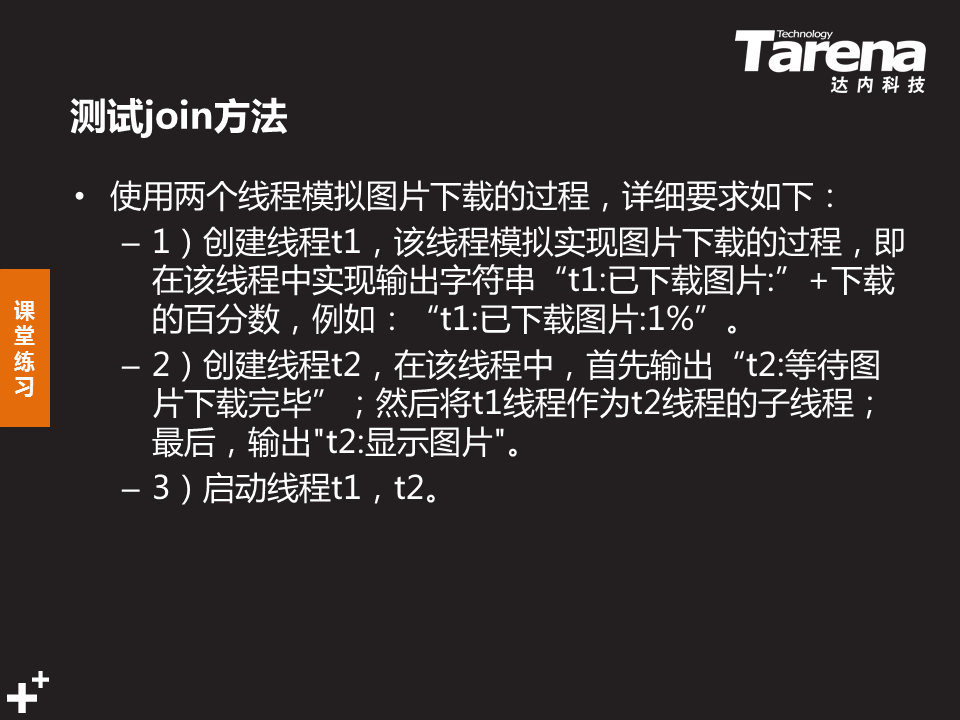 Technology
Tarena
达内科技
测试join方法
• 使用两个线程模拟图片下载的过程，详细要求如下：
– 1）创建线程t1，该线程模拟实现图片下载的过程，即
在该线程中实现输出字符串“t1:已下载图片:”+下载
的百分数，例如：“t1:已下载图片:1%”。
– 2）创建线程t2，在该线程中，首先输出“t2:等待图
片下载完毕”；然后将t1线程作为t2线程的子线程；
最后，输出"t2:显示图片"。
– 3）启动线程t1，t2。
课
堂
练
习